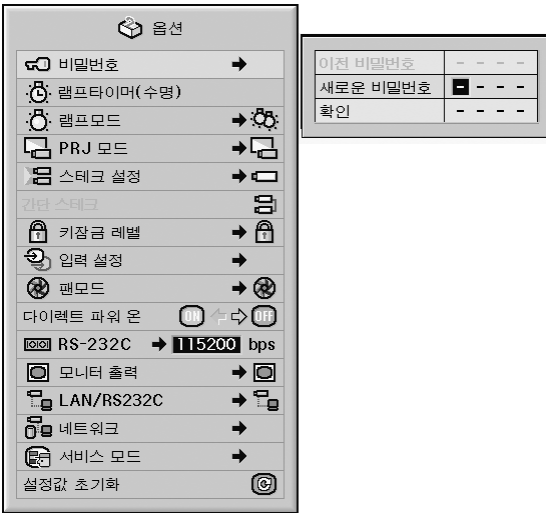 옵션
비밀번호
램프타이머(수명)
램프모드
PRJ 모드
스테크 설정
간단 스테크
키잠금 레벨
입력 설정
팬모드
다이렉트 파워 온 ON OFF
RS-232C 115200 bps
모니터 출력
LAN/RS232C
네트워크
서비스 모드
설정값 초기화
이전 비밀번호 - - - -
새로운 비밀번호 - - - -
확인 - - - -